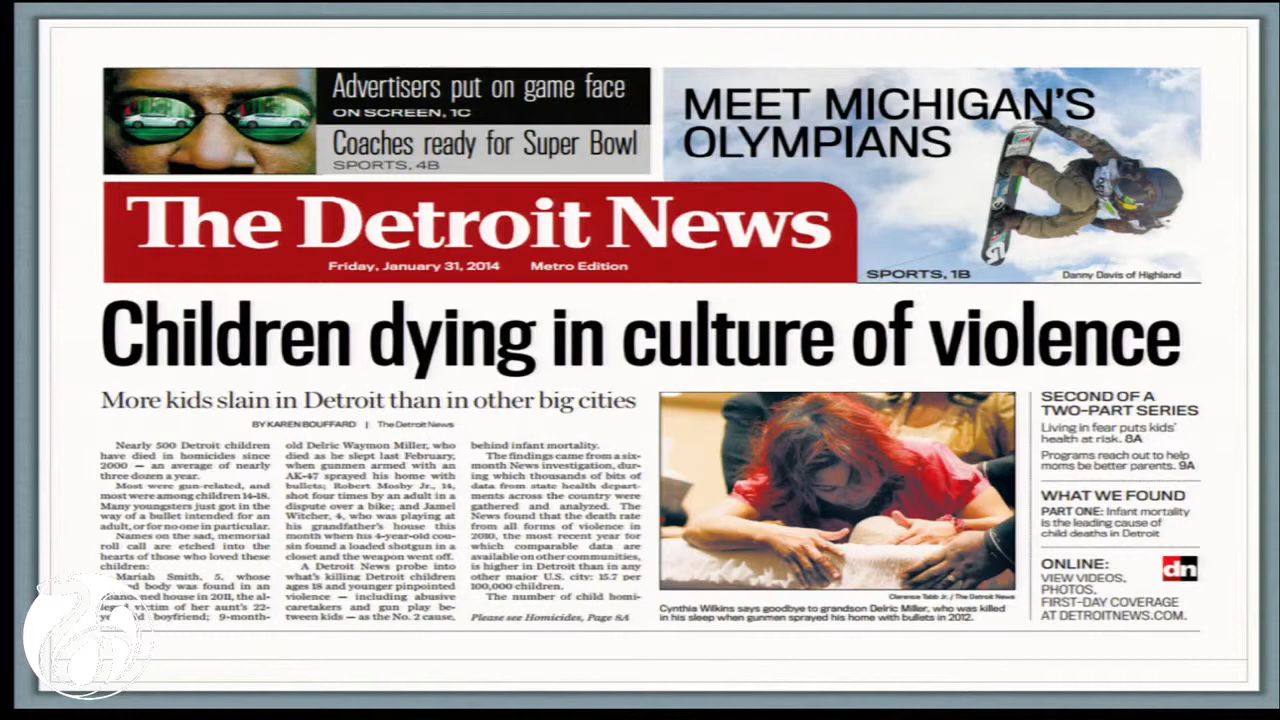 Advertisers put on game face
ON SCREEN, 1C
Coaches ready for Super Bowl
SPORTS, 4B
MEET MICHIGAN'S
OLYMPIANS
The Detroit News
Friday, January 31, 2014 Metro Edition
SPORTS, 1B
Danny Davis of Highland
Children dying in culture of violence
More kids slain in Detroit than in other big cities
BY KAREN BOUFFARD | The Detroit News
Nearly 500 Detroit children
have died in homicides since
2000 — an average of nearly
three dozen a year.
Most were gun-related, and
most were among children 14-18.
Many youngsters just got in the
way of a bullet intended for an
adult, or for no one in particular.
Names on the sad, memorial
roll call are etched into the
hearts of those who loved these
children:
Mariah Smith, 5, whose
body was found in an
house in 2011, the
victim of her aunt's 22-
boyfriend; 9-month-
old Delric Waymon Miller, who
died as he slept last February,
when gunmen armed with an
AK-47 sprayed his home with
bullets; Robert Mosby Jr., 14,
shot four times by an adult in a
dispute over a bike; and Jamel
Witcher, 4, who was playing at
his grandfather's house this
month when his 4-year-old cou-
sin found a loaded shotgun in a
closet and the weapon went off.
A Detroit News probe into
what's killing Detroit children
ages 18 and younger pinpointed
violence — including abusive
caretakers and gun play be-
tween kids — as the No. 2 cause,
behind infant mortality.
The findings came from a six-
month News investigation, dur-
ing which thousands of bits of
data from state health depart-
ments across the country were
gathered and analyzed. The
News found that the death rate
from all forms of violence in
2010, the most recent year for
which comparable data are
available on other communities,
is higher in Detroit than in any
other major U.S. city: 15.7 per
100,000 children.
The number of child homi-
Please see Homicides, Page 8A
Clarence Tabb Jr. / The Detroit News
Cynthia Wilkins says goodbye to grandson Delric Miller, who was killed
in his sleep when gunmen sprayed his home with bullets in 2012.
SECOND OF A
TWO-PART SERIES
Living in fear puts kids'
health at risk. 8A
Programs reach out to help
moms be better parents. 9A
WHAT WE FOUND
PART ONE: Infant mortality
is the leading cause of
child deaths in Detroit
ONLINE:
VIEW VIDEOS,
PHOTOS,
FIRST-DAY COVERAGE
AT DETROITNEWS.COM.
dn